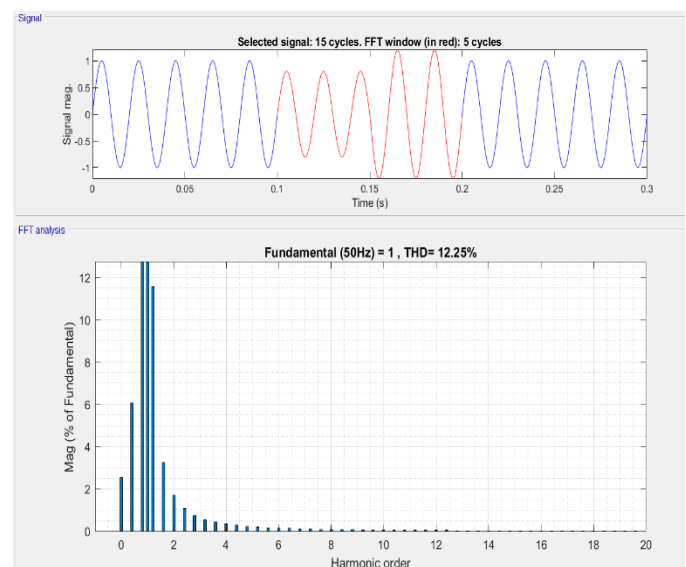 Signal
Selected signal: 15 cycles. FFT window (in red): 5 cycles
1
0.5
0
-0.5
-1
Signal mag.
0 0.05 0.1 0.15 0.2 0.25 0.3
Time (s)
FFT analysis
Fundamental (50Hz) = 1 , THD= 12.25%
12
10
8
6
4
2
0
Mag (% of Fundamental)
0 2 4 6 8 10 12 14 16 18 20
Harmonic order